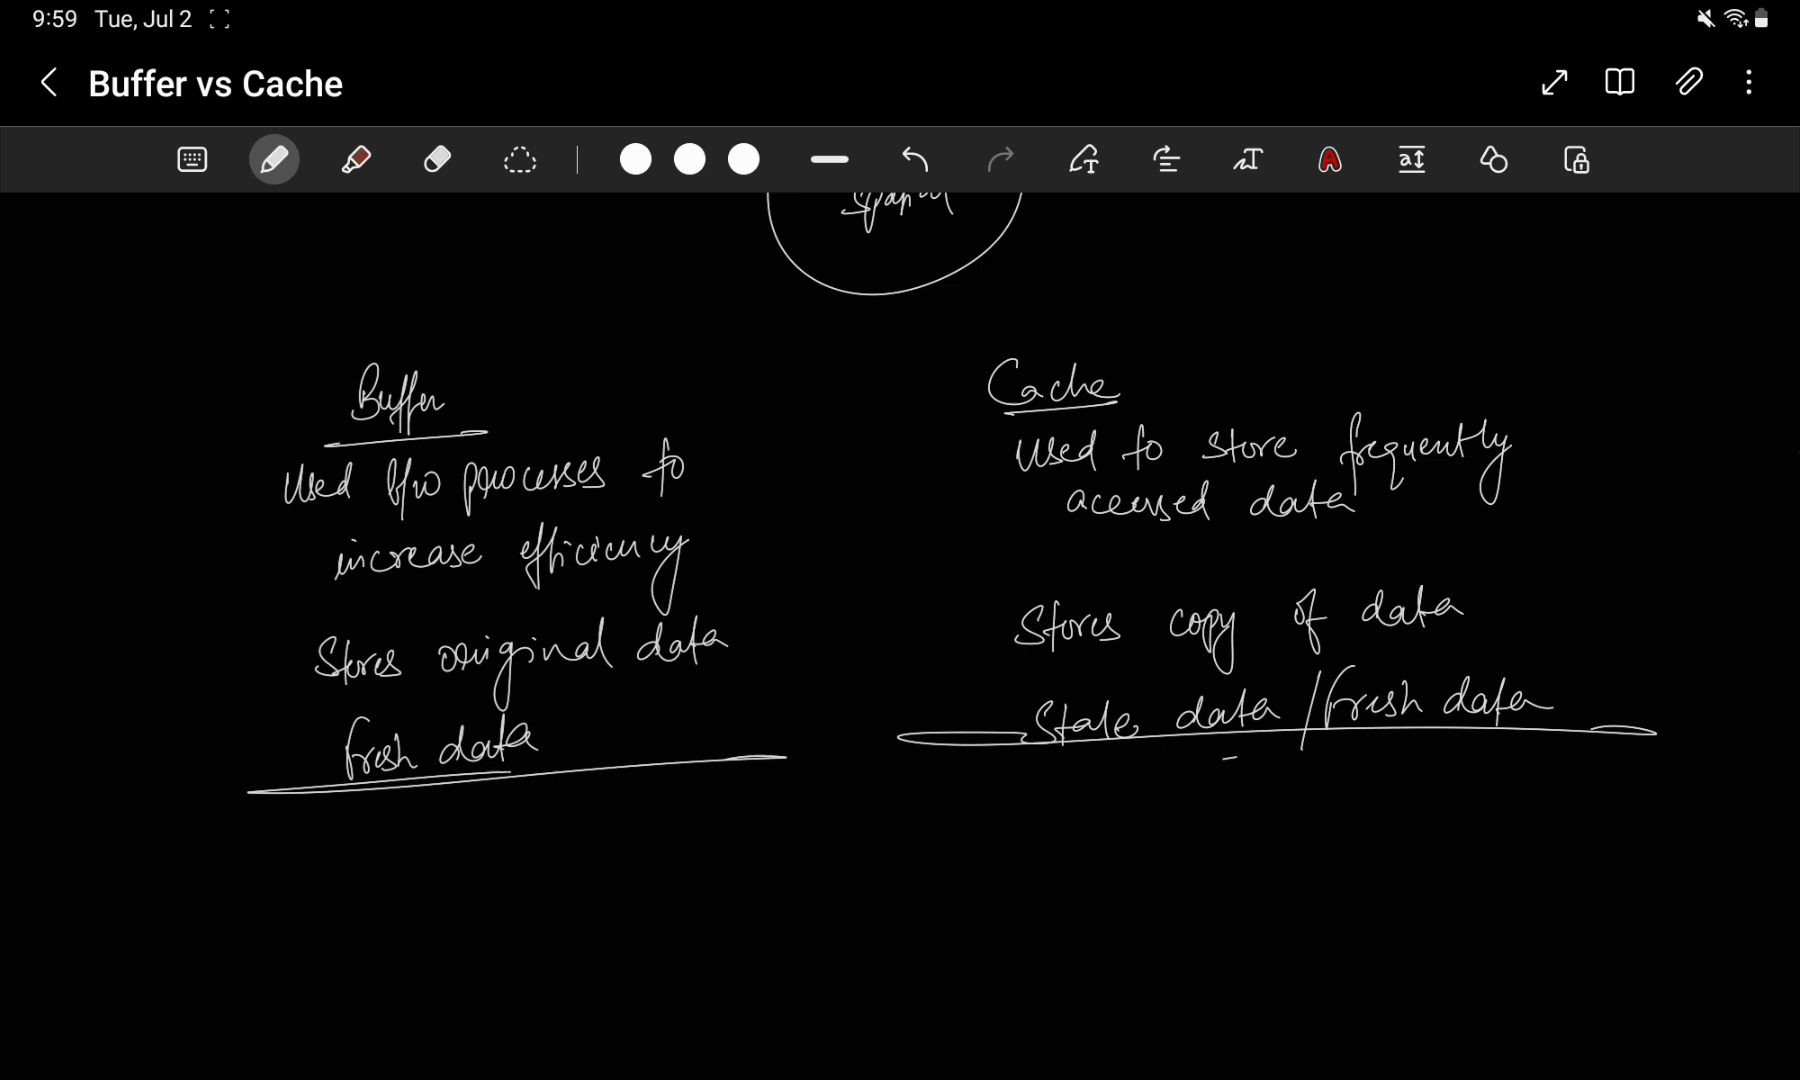 9:59 Tue, Jul 2
Buffer vs Cache
Buffer
Used b/w processes to
increase efficiency
Stores original data
fresh data
Cache
Used to store frequently
accessed data
Stores copy of data
Stale data / Fresh data